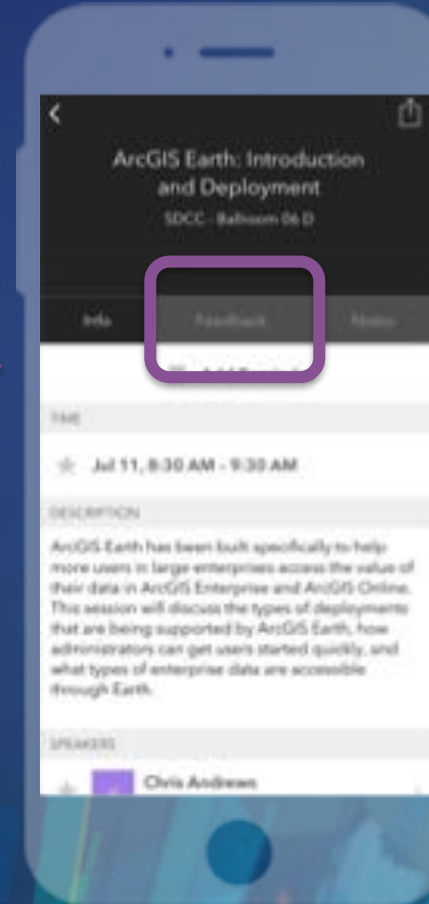 ArcGIS Earth: Introduction
and Deployment
SDCC - Ballroom 06 D
Info Feedback Notes
TIME
Jul 11, 8:30 AM - 9:30 AM
DESCRIPTION
ArcGIS Earth has been built specifically to help
more users in large enterprises access the value of
their data in ArcGIS Enterprise and ArcGIS Online.
This session will discuss the types of deployments
that are being supported by ArcGIS Earth, how
administrators can get users started quickly, and
what types of enterprise data are accessible
through Earth.
SPEAKERS
Chris Andrews